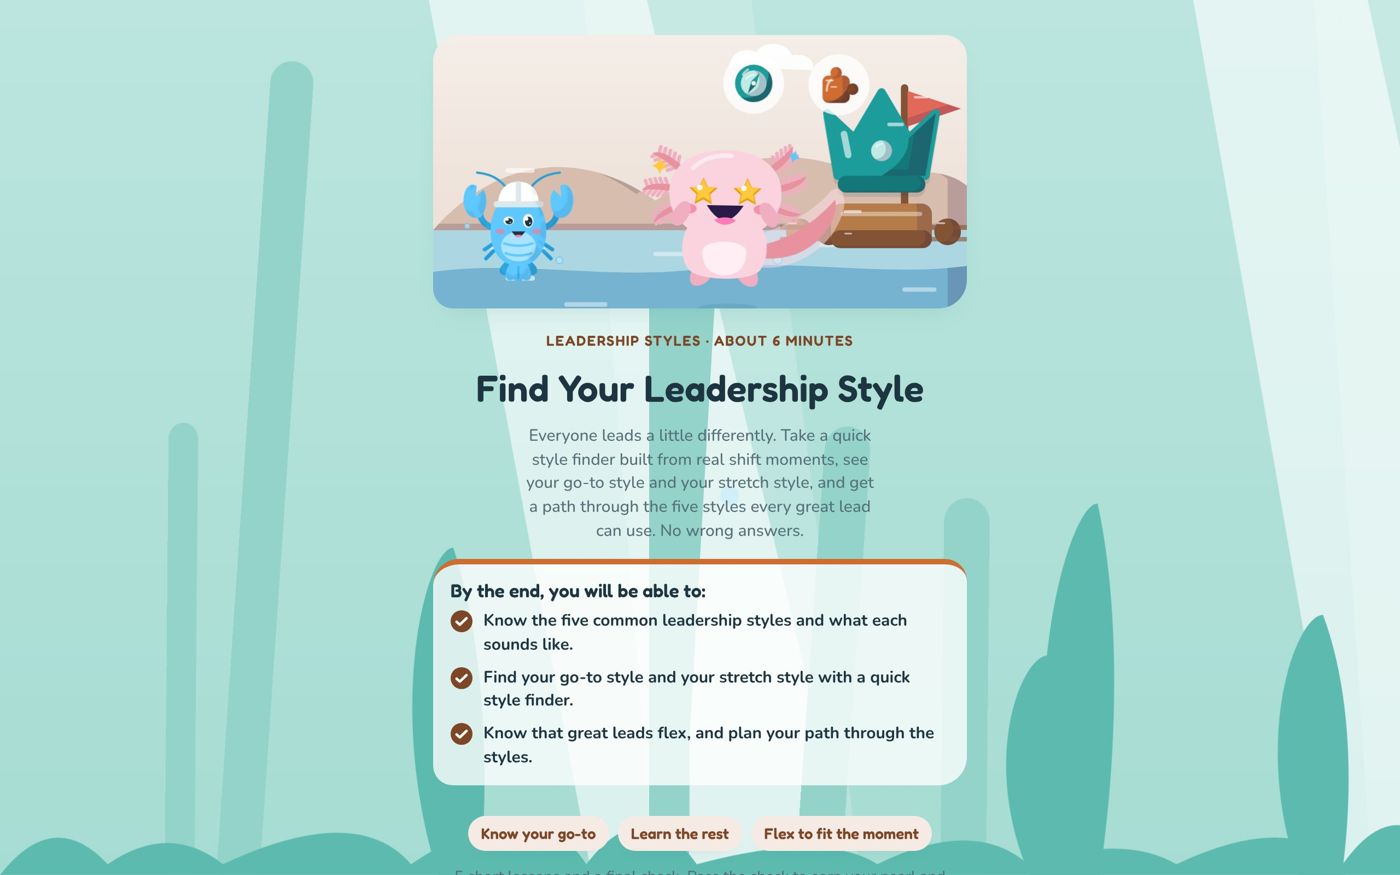 LEADERSHIP STYLES · ABOUT 6 MINUTES
Find Your Leadership Style
Everyone leads a little differently. Take a quick
style finder built from real shift moments, see
your go-to style and your stretch style, and get
a path through the five styles every great lead
can use. No wrong answers.
By the end, you will be able to:
Know the five common leadership styles and what each
sounds like.
Find your go-to style and your stretch style with a quick
style finder.
Know that great leads flex, and plan your path through the
styles.
Know your go-to
Learn the rest
Flex to fit the moment